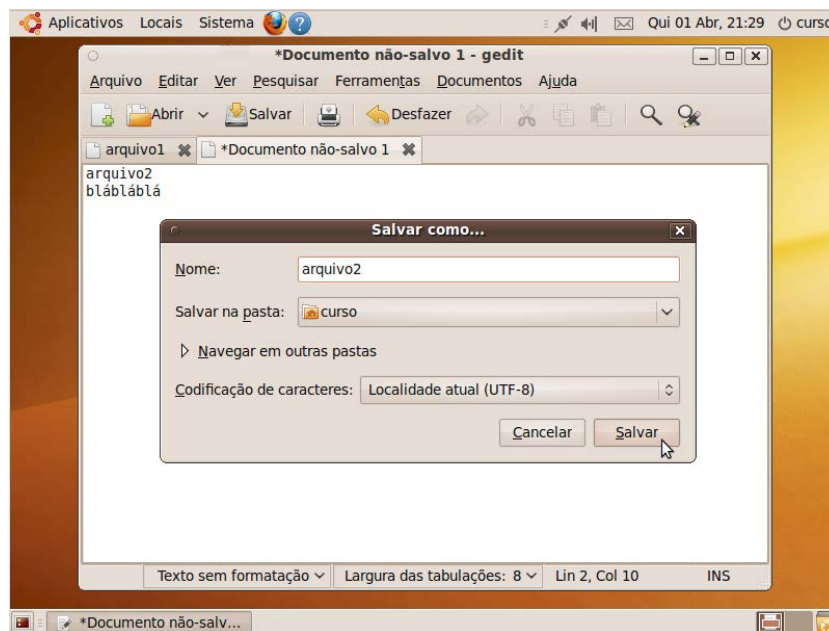 Aplicativos Locais Sistema Qui 01 Abr, 21:29 curso
*Documento não-salvo 1 - gedit
Arquivo Editar Ver Pesquisar Ferramentas Documentos Ajuda
Abrir Salvar Desfazer
arquivo1 *Documento não-salvo 1
arquivo2
blábláblá
Salvar como...
Nome: arquivo2
Salvar na pasta: curso
Navegar em outras pastas
Codificação de caracteres: Localidade atual (UTF-8)
Cancelar Salvar
Texto sem formatação Largura das tabulações: 8 Lin 2, Col 10 INS
*Documento não-salv...